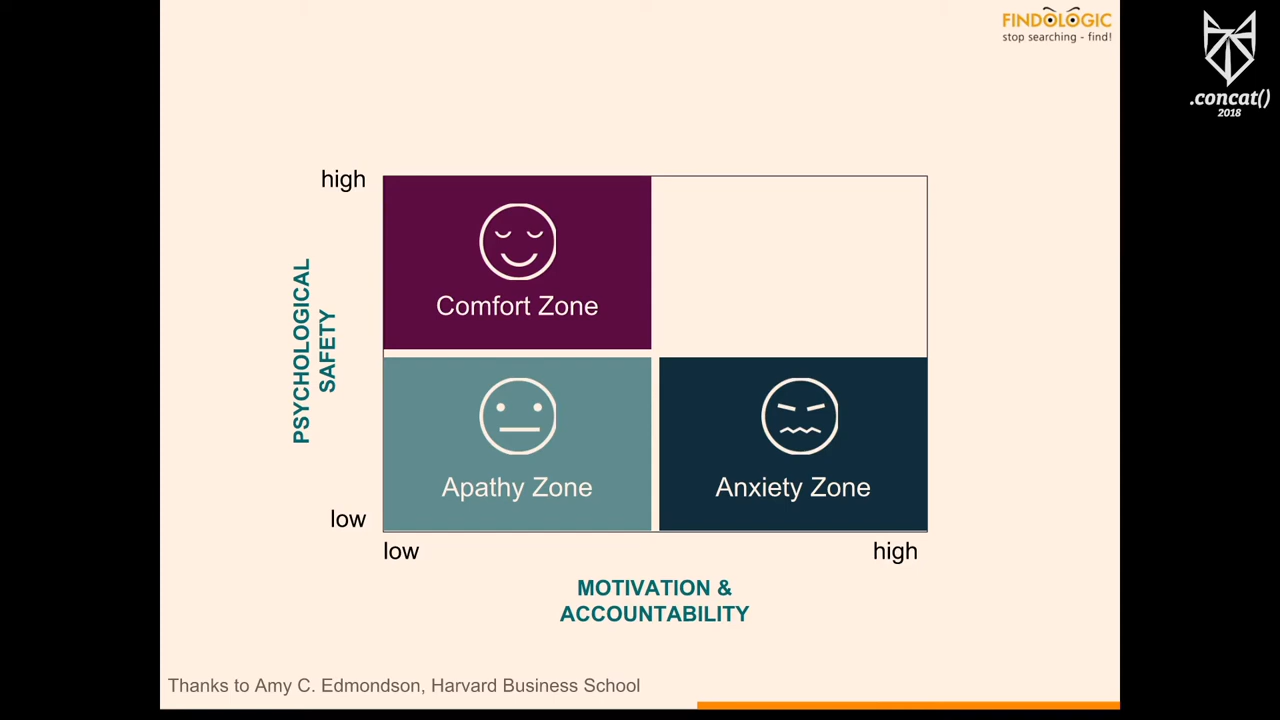 FINDOLOGIC
stop searching - find!
.concat()
2018
high
PSYCHOLOGICAL
SAFETY
Comfort Zone
Apathy Zone
Anxiety Zone
low
low
high
MOTIVATION &
ACCOUNTABILITY
Thanks to Amy C. Edmondson, Harvard Business School